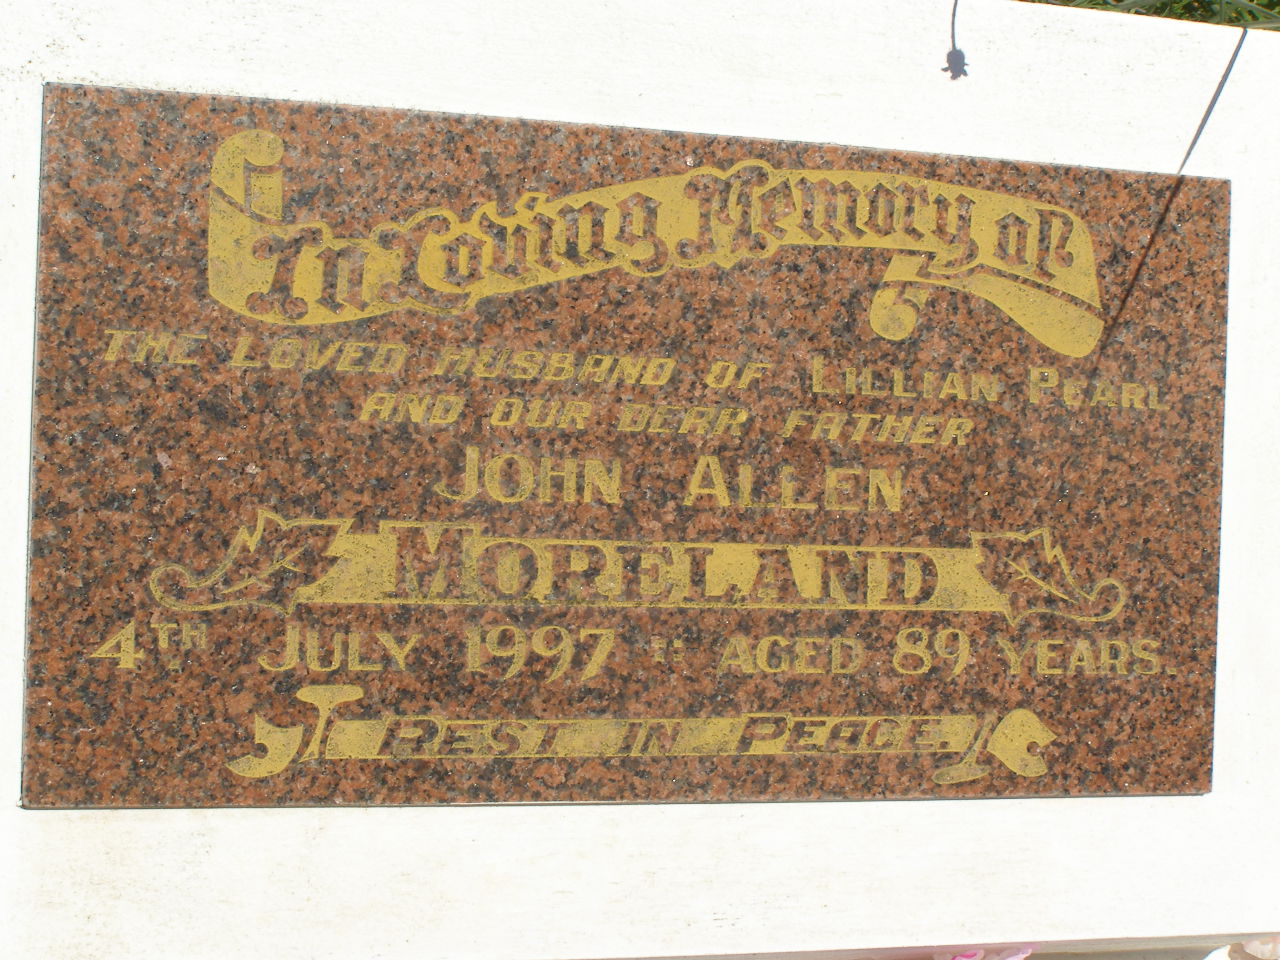 In Loving Memory of
THE LOVED HUSBAND OF LILLIAN PEARL
AND OUR DEAR FATHER
JOHN ALLEN
MORELAND
4TH JULY 1997 :: AGED 89 YEARS.
REST IN PEACE.